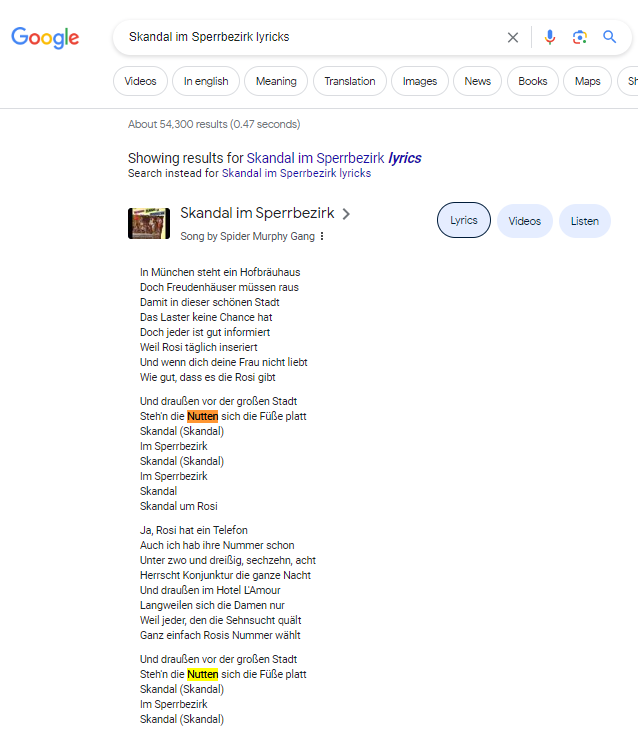 Google
Skandal im Sperrbezirk lyricks
Videos
In english
Meaning
Translation
Images
News
Books
Maps
Sh
About 54,300 results (0.47 seconds)
Showing results for Skandal im Sperrbezirk lyrics
Search instead for Skandal im Sperrbezirk lyricks
Skandal im Sperrbezirk
Song by Spider Murphy Gang
Lyrics
Videos
Listen
In München steht ein Hofbräuhaus
Doch Freudenhäuser müssen raus
Damit in dieser schönen Stadt
Das Laster keine Chance hat
Doch jeder ist gut informiert
Weil Rosi täglich inseriert
Und wenn dich deine Frau nicht liebt
Wie gut, dass es die Rosi gibt
Und draußen vor der großen Stadt
Steh'n die Nutten sich die Füße platt
Skandal (Skandal)
Im Sperrbezirk
Skandal (Skandal)
Im Sperrbezirk
Skandal
Skandal um Rosi
Ja, Rosi hat ein Telefon
Auch ich hab ihre Nummer schon
Unter zwo und dreißig, sechzehn, acht
Herrscht Konjunktur die ganze Nacht
Und draußen im Hotel L'Amour
Langweilen sich die Damen nur
Weil jeder, den die Sehnsucht quält
Ganz einfach Rosis Nummer wählt
Und draußen vor der großen Stadt
Steh'n die Nutten sich die Füße platt
Skandal (Skandal)
Im Sperrbezirk
Skandal (Skandal)